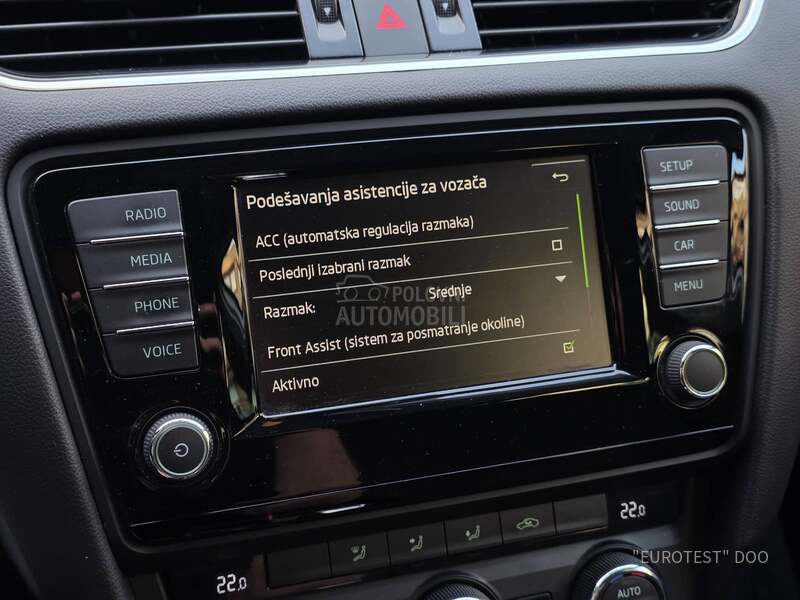 RADIO
MEDIA
PHONE
VOICE
Podešavanja asistencije za vozača
ACC (automatska regulacija razmaka)
Poslednji izabrani razmak
Razmak: Srednje
Front Assist (sistem za posmatranje okoline)
Aktivno
POLOVNI
AUTOMOBILI
SETUP
SOUND
CAR
MENU
22.0
22.0
AUTO
"EUROTEST" DOO